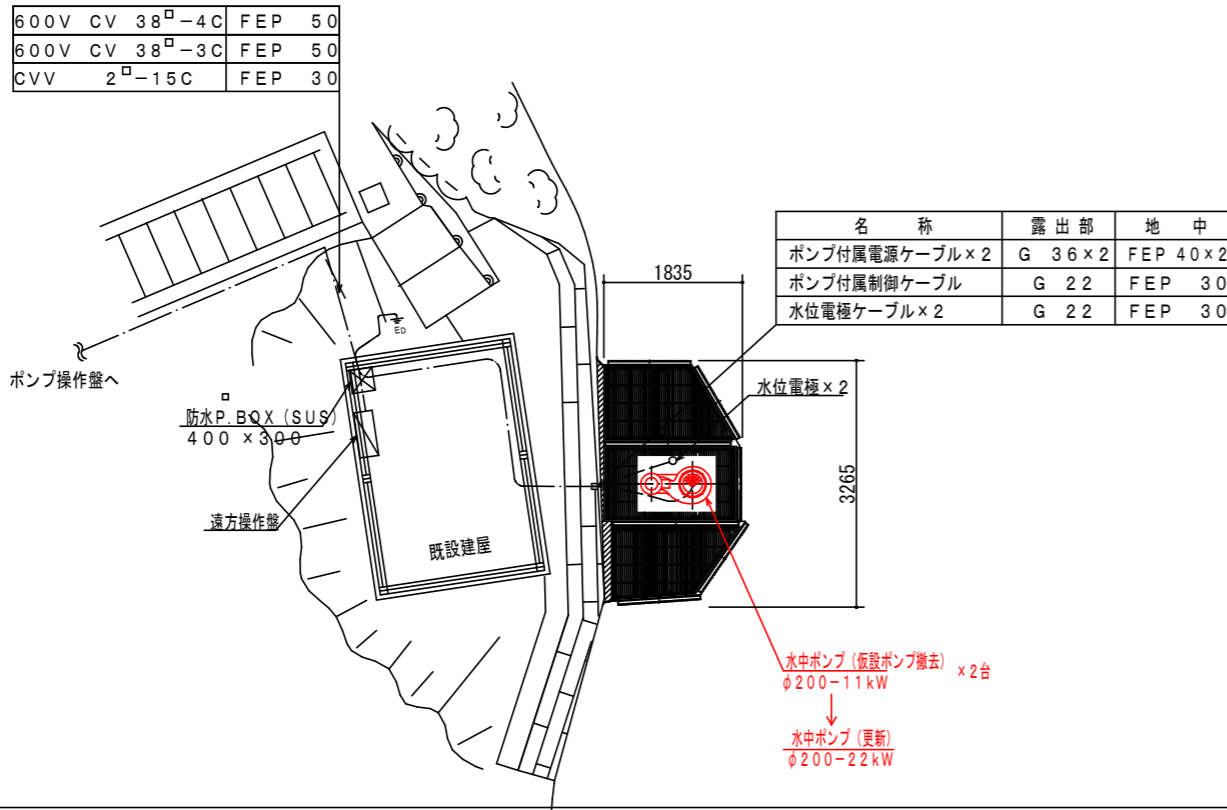 600V CV 38□-4C FEP 50
600V CV 38□-3C FEP 50
CVV 2□-15C FEP 30
名 称 露出部 地 中
ポンプ付属電源ケーブル×2 G 36×2 FEP 40×2
ポンプ付属制御ケーブル G 22 FEP 30
水位電極ケーブル×2 G 22 FEP 30
1835
ED
ポンプ操作盤へ
水位電極×2
防水P.BOX(SUS)
400□×300
3265
遠方操作盤
既設建屋
水中ポンプ(仮設ポンプ撤去) ×2台
φ200-11kW
↓
水中ポンプ(更新)
φ200-22kW